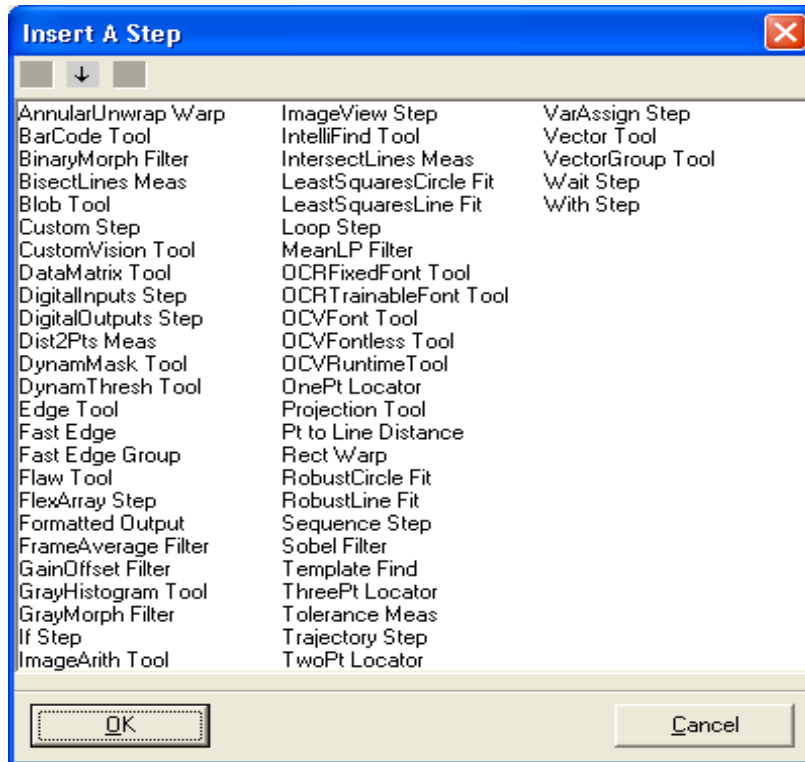 Insert A Step
AnnularUnwrap Warp
BarCode Tool
BinaryMorph Filter
BisectLines Meas
Blob Tool
Custom Step
CustomVision Tool
DataMatrix Tool
DigitalInputs Step
DigitalOutputs Step
Dist2Pts Meas
DynamMask Tool
DynamThresh Tool
Edge Tool
Fast Edge
Fast Edge Group
Flaw Tool
FlexArray Step
Formatted Output
FrameAverage Filter
GainOffset Filter
GrayHistogram Tool
GrayMorph Filter
If Step
ImageArith Tool
ImageView Step
IntelliFind Tool
IntersectLines Meas
LeastSquaresCircle Fit
LeastSquaresLine Fit
Loop Step
MeanLP Filter
OCRFixedFont Tool
OCRTrainableFont Tool
OCVFont Tool
OCVFontless Tool
OCVRuntimeTool
OnePt Locator
Projection Tool
Pt to Line Distance
Rect Warp
RobustCircle Fit
RobustLine Fit
Sequence Step
Sobel Filter
Template Find
ThreePt Locator
Tolerance Meas
Trajectory Step
TwoPt Locator
VarAssign Step
Vector Tool
VectorGroup Tool
Wait Step
With Step
OK
Cancel